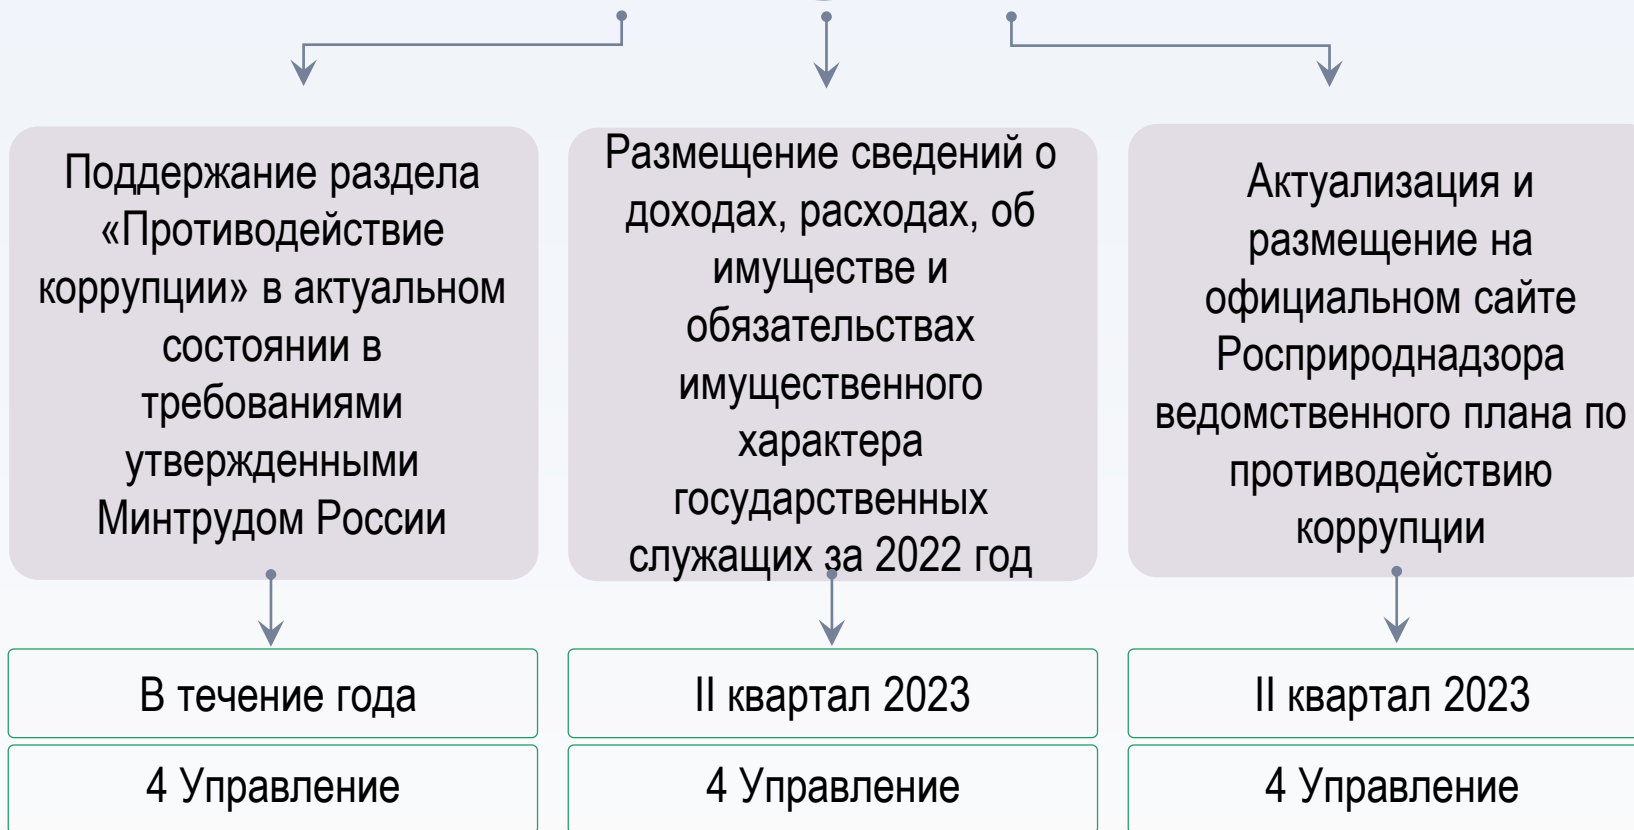 Поддержание раздела
«Противодействие
коррупции» в актуальном
состоянии в
требованиями
утвержденными
Минтрудом России
Размещение сведений о
доходах, расходах, об
имуществе и
обязательствах
имущественного
характера
государственных
служащих за 2022 год
Актуализация и
размещение на
официальном сайте
Росприроднадзора
ведомственного плана по
противодействию
коррупции
В течение года
II квартал 2023
II квартал 2023
4 Управление
4 Управление
4 Управление